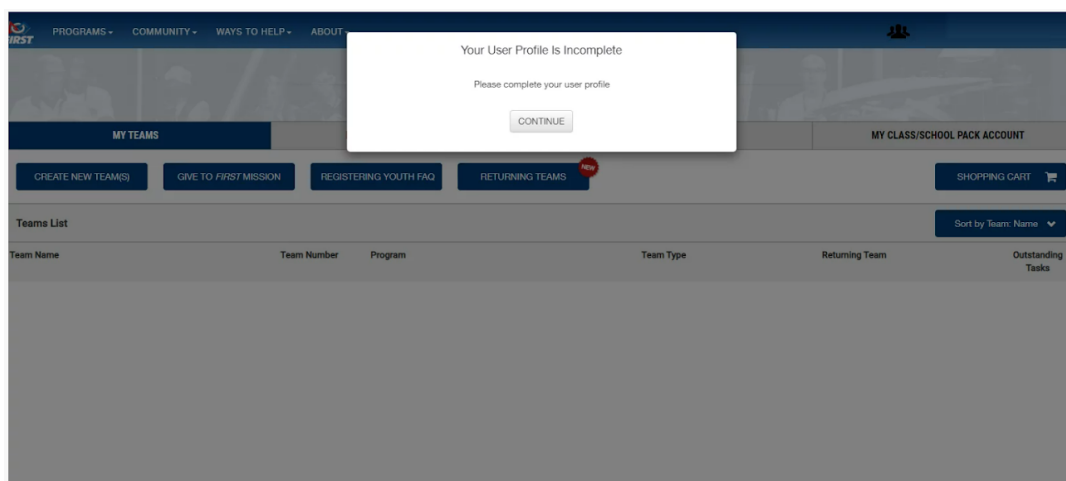 FIRST
PROGRAMS
COMMUNITY
WAYS TO HELP
ABOUT
Your User Profile Is Incomplete
Please complete your user profile
CONTINUE
MY TEAMS
MY CLASS/SCHOOL PACK ACCOUNT
CREATE NEW TEAM(S)
GIVE TO FIRST MISSION
REGISTERING YOUTH FAQ
RETURNING TEAMS
NEW
SHOPPING CART
Teams List
Sort by Team: Name
Team Name
Team Number
Program
Team Type
Returning Team
Outstanding
Tasks